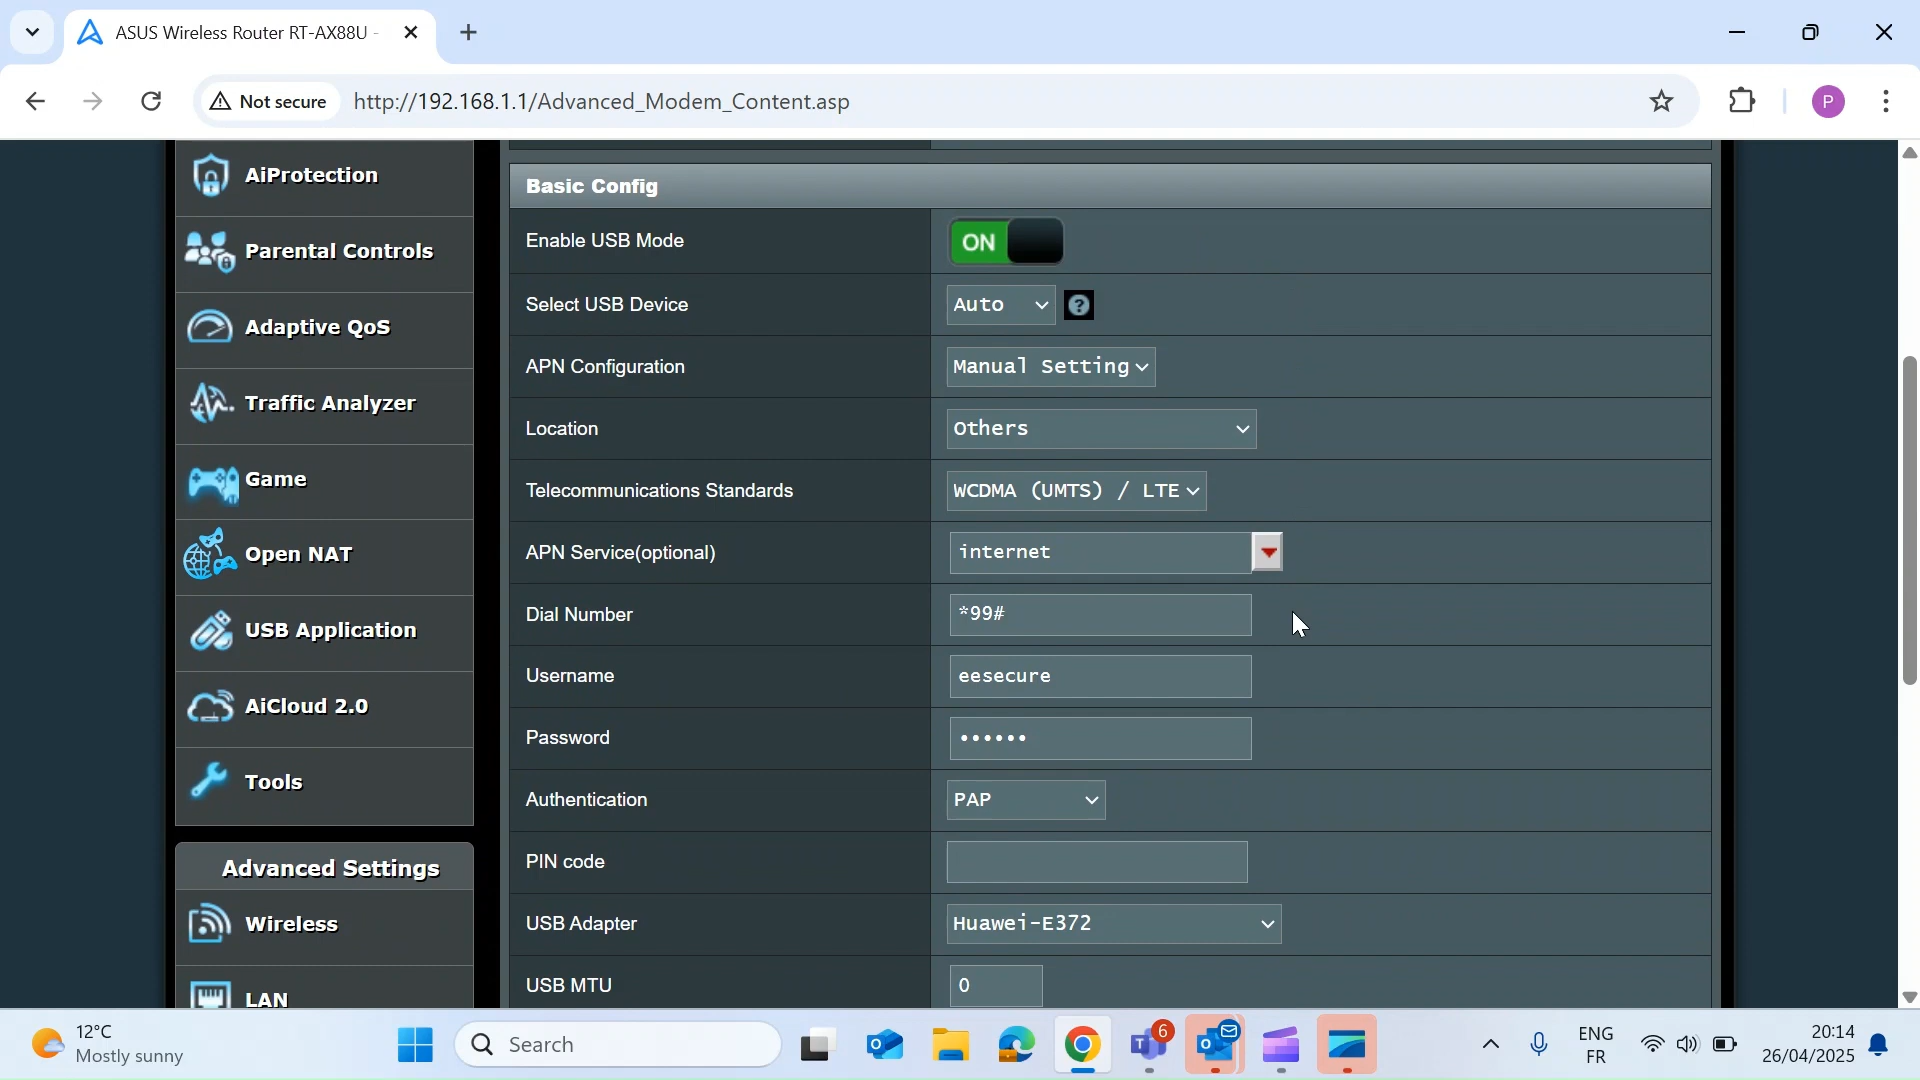 ASUS Wireless Router RT-AX88U -
Not secure
http://192.168.1.1/Advanced_Modem_Content.asp
P
AiProtection
Parental Controls
Adaptive QoS
Traffic Analyzer
Game
Open NAT
USB Application
AiCloud 2.0
Tools
Advanced Settings
Wireless
LAN
Basic Config
Enable USB Mode
ON
Select USB Device
Auto
?
APN Configuration
Manual Setting
Location
Others
Telecommunications Standards
WCDMA (UMTS) / LTE
APN Service(optional)
internet
Dial Number
*99#
Username
eesecure
Password
••••••
Authentication
PAP
PIN code
USB Adapter
Huawei-E372
USB MTU
0
12°C
Mostly sunny
Search
6
ENG
FR
20:14
26/04/2025